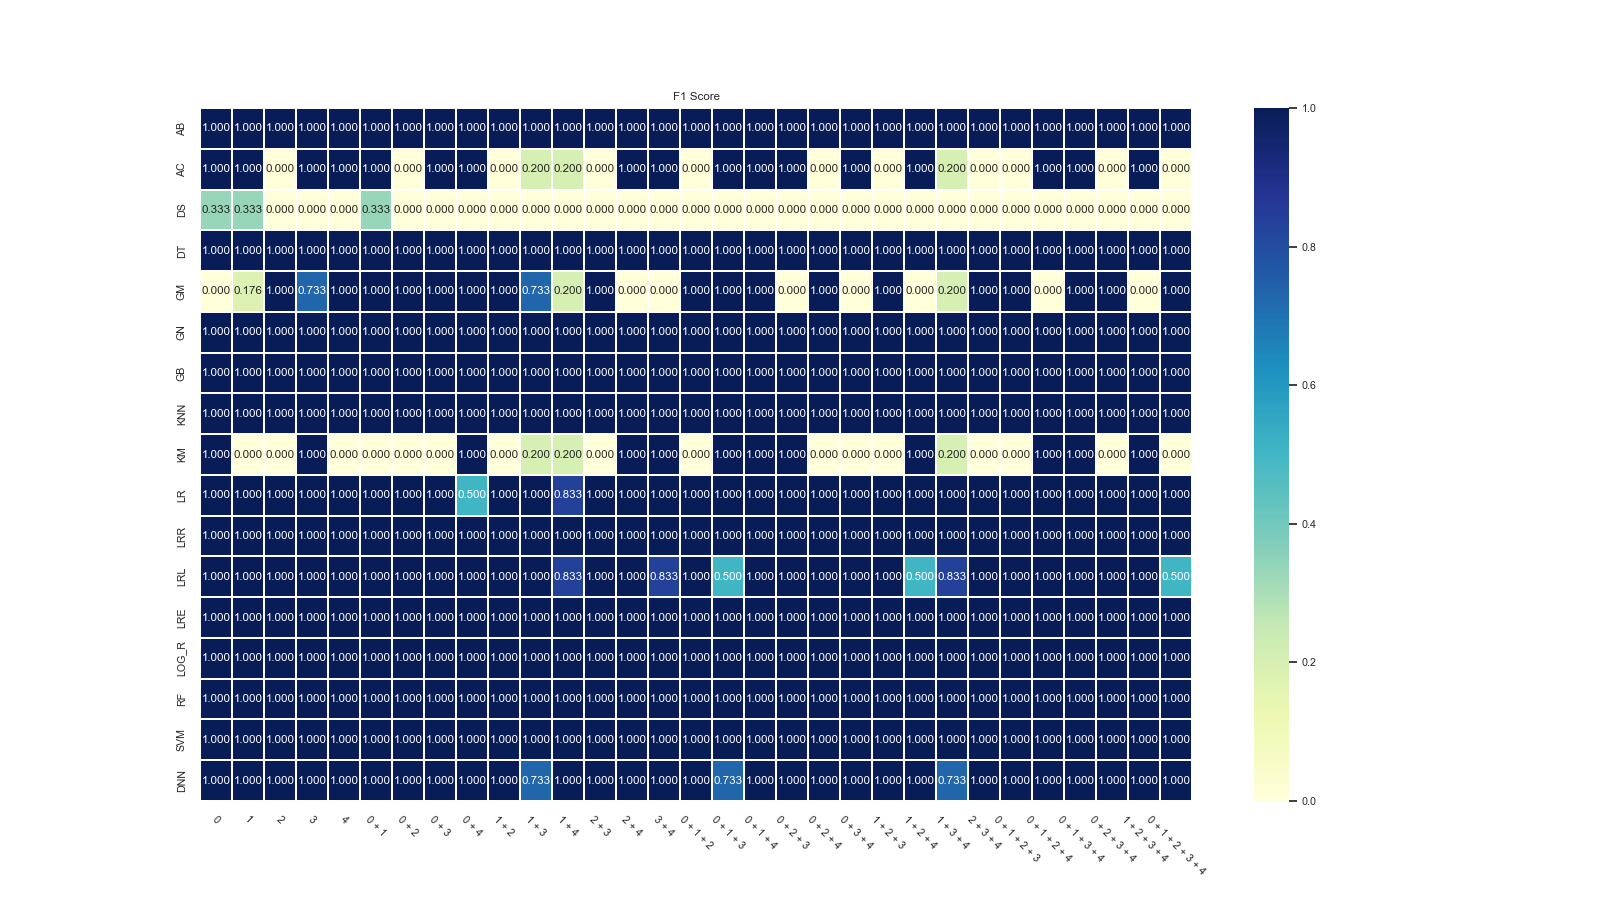 F1 Score
AB 1.000 1.000 1.000 1.000 1.000 1.000 1.000 1.000 1.000 1.000 1.000 1.000 1.000 1.000 1.000 1.000 1.000 1.000 1.000 1.000 1.000 1.000 1.000 1.000 1.000 1.000 1.000 1.000 1.000 1.000 1.000 1.0
AC 1.000 1.000 0.000 1.000 1.000 1.000 0.000 1.000 1.000 0.000 0.200 0.200 0.000 1.000 1.000 0.000 1.000 1.000 1.000 0.000 1.000 0.000 1.000 0.200 0.000 0.000 1.000 1.000 0.000 1.000 0.000
DS 0.333 0.333 0.000 0.000 0.000 0.333 0.000 0.000 0.000 0.000 0.000 0.000 0.000 0.000 0.000 0.000 0.000 0.000 0.000 0.000 0.000 0.000 0.000 0.000 0.000 0.000 0.000 0.000 0.000 0.000 0.000
DT 1.000 1.000 1.000 1.000 1.000 1.000 1.000 1.000 1.000 1.000 1.000 1.000 1.000 1.000 1.000 1.000 1.000 1.000 1.000 1.000 1.000 1.000 1.000 1.000 1.000 1.000 1.000 1.000 1.000 1.000 1.000 0.8
GM 0.000 0.176 1.000 0.733 1.000 1.000 1.000 1.000 1.000 1.000 0.733 0.200 1.000 0.000 0.000 1.000 1.000 1.000 0.000 1.000 0.000 1.000 0.000 0.200 1.000 1.000 0.000 1.000 1.000 0.000 1.000
GN 1.000 1.000 1.000 1.000 1.000 1.000 1.000 1.000 1.000 1.000 1.000 1.000 1.000 1.000 1.000 1.000 1.000 1.000 1.000 1.000 1.000 1.000 1.000 1.000 1.000 1.000 1.000 1.000 1.000 1.000 1.000
GB 1.000 1.000 1.000 1.000 1.000 1.000 1.000 1.000 1.000 1.000 1.000 1.000 1.000 1.000 1.000 1.000 1.000 1.000 1.000 1.000 1.000 1.000 1.000 1.000 1.000 1.000 1.000 1.000 1.000 1.000 1.000 0.6
KNN 1.000 1.000 1.000 1.000 1.000 1.000 1.000 1.000 1.000 1.000 1.000 1.000 1.000 1.000 1.000 1.000 1.000 1.000 1.000 1.000 1.000 1.000 1.000 1.000 1.000 1.000 1.000 1.000 1.000 1.000 1.000
KM 1.000 0.000 0.000 1.000 0.000 0.000 0.000 0.000 1.000 0.000 0.200 0.200 0.000 1.000 1.000 0.000 1.000 1.000 1.000 0.000 0.000 0.000 1.000 0.200 0.000 0.000 1.000 1.000 0.000 1.000 0.000
LR 1.000 1.000 1.000 1.000 1.000 1.000 1.000 1.000 0.500 1.000 1.000 0.833 1.000 1.000 1.000 1.000 1.000 1.000 1.000 1.000 1.000 1.000 1.000 1.000 1.000 1.000 1.000 1.000 1.000 1.000 1.000
LRR 1.000 1.000 1.000 1.000 1.000 1.000 1.000 1.000 1.000 1.000 1.000 1.000 1.000 1.000 1.000 1.000 1.000 1.000 1.000 1.000 1.000 1.000 1.000 1.000 1.000 1.000 1.000 1.000 1.000 1.000 1.000 0.4
LRL 1.000 1.000 1.000 1.000 1.000 1.000 1.000 1.000 1.000 1.000 1.000 0.833 1.000 1.000 0.833 1.000 0.500 1.000 1.000 1.000 1.000 1.000 0.500 0.833 1.000 1.000 1.000 1.000 1.000 1.000 0.500
LRE 1.000 1.000 1.000 1.000 1.000 1.000 1.000 1.000 1.000 1.000 1.000 1.000 1.000 1.000 1.000 1.000 1.000 1.000 1.000 1.000 1.000 1.000 1.000 1.000 1.000 1.000 1.000 1.000 1.000 1.000 1.000
LOG_R 1.000 1.000 1.000 1.000 1.000 1.000 1.000 1.000 1.000 1.000 1.000 1.000 1.000 1.000 1.000 1.000 1.000 1.000 1.000 1.000 1.000 1.000 1.000 1.000 1.000 1.000 1.000 1.000 1.000 1.000 1.000 0.2
RF 1.000 1.000 1.000 1.000 1.000 1.000 1.000 1.000 1.000 1.000 1.000 1.000 1.000 1.000 1.000 1.000 1.000 1.000 1.000 1.000 1.000 1.000 1.000 1.000 1.000 1.000 1.000 1.000 1.000 1.000 1.000
SVM 1.000 1.000 1.000 1.000 1.000 1.000 1.000 1.000 1.000 1.000 1.000 1.000 1.000 1.000 1.000 1.000 1.000 1.000 1.000 1.000 1.000 1.000 1.000 1.000 1.000 1.000 1.000 1.000 1.000 1.000 1.000
DNN 1.000 1.000 1.000 1.000 1.000 1.000 1.000 1.000 1.000 1.000 0.733 1.000 1.000 1.000 1.000 1.000 0.733 1.000 1.000 1.000 1.000 1.000 1.000 0.733 1.000 1.000 1.000 1.000 1.000 1.000 1.000 0.0
0
1
2
3
4
0 + 1
0 + 2
0 + 3
0 + 4
1 + 2
1 + 3
1 + 4
2 + 3
2 + 4
3 + 4
0 + 1 + 2
0 + 1 + 3
0 + 1 + 4
0 + 2 + 3
0 + 2 + 4
0 + 3 + 4
1 + 2 + 3
1 + 2 + 4
1 + 3 + 4
2 + 3 + 4
0 + 1 + 2 + 3
0 + 1 + 2 + 4
0 + 1 + 3 + 4
0 + 2 + 3 + 4
1 + 2 + 3 + 4
0 + 1 + 2 + 3 + 4